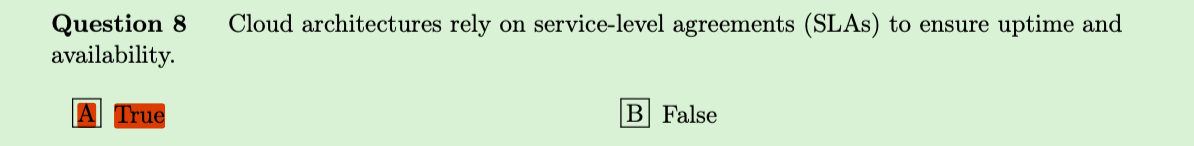 Question 8 Cloud architectures rely on service-level agreements (SLAs) to ensure uptime and
availability.
A True B False